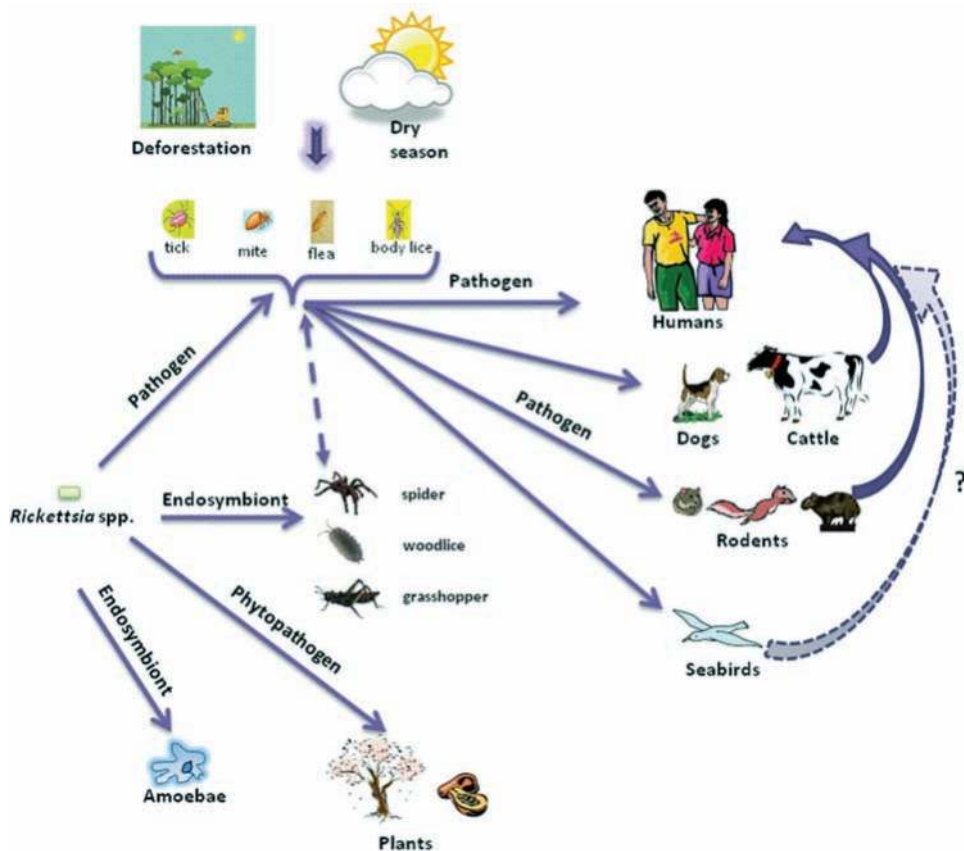 Deforestation
Dry
season
tick
mite
flea
body lice
Pathogen
Humans
Pathogen
Pathogen
Dogs
Cattle
Rickettsia spp.
Endosymbiont
spider
woodlice
grasshopper
Rodents
?
Endosymbiont
Phytopathogen
Seabirds
Amoebae
Plants